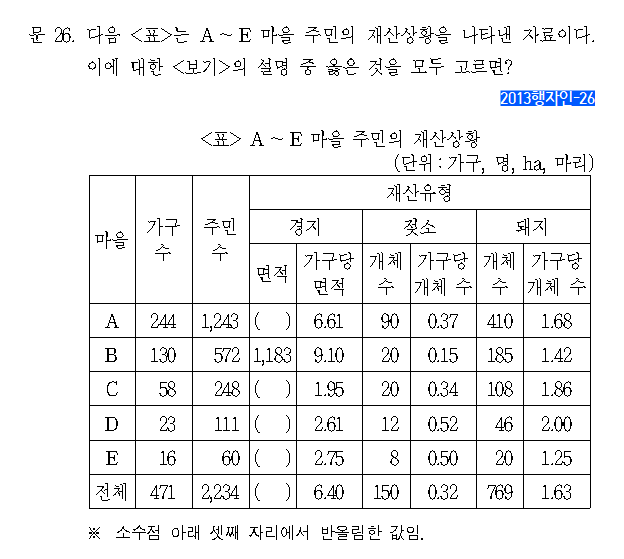 문 26. 다음 <표>는 A ~ E 마을 주민의 재산상황을 나타낸 자료이다.
이에 대한 <보기>의 설명 중 옳은 것을 모두 고르면?
2013행자인-26
<표> A ~ E 마을 주민의 재산상황
(단위 : 가구, 명, ha, 마리)
마을 가구 수 주민 수 재산유형
경지 젖소 돼지
면적 가구당 면적 개체 수 가구당 개체 수 개체 수 가구당 개체 수
A 244 1,243 ( ) 6.61 90 0.37 410 1.68
B 130 572 1,183 9.10 20 0.15 185 1.42
C 58 248 ( ) 1.95 20 0.34 108 1.86
D 23 111 ( ) 2.61 12 0.52 46 2.00
E 16 60 ( ) 2.75 8 0.50 20 1.25
전체 471 2,234 ( ) 6.40 150 0.32 769 1.63
※ 소수점 아래 셋째 자리에서 반올림한 값임.